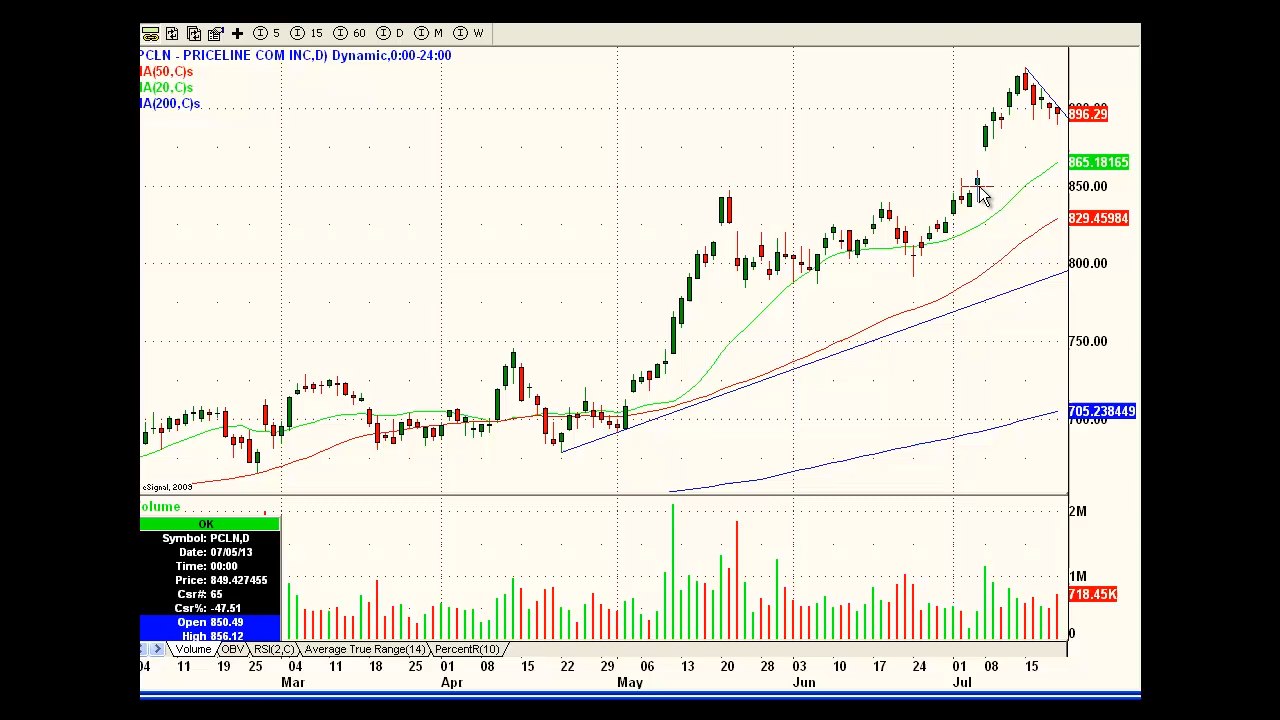 5 15 60 D M W
PCLN - PRICELINE COM INC,D) Dynamic,0:00-24:00
IA(50,C)s
IA(20,C)s
IA(200,C)s
896.29
865.18165
850.00
829.45984
800.00
750.00
705.238449
700.00
eSignal, 2009
olume
2M
OK
Symbol: PCLN,D
Date: 07/05/13
Time: 00:00
Price: 849.427455
Csr#: 65
Csr%: -47.51
Open 850.49
High 856.12
1M
718.45K
0
Volume OBV RSI(2,C) Average True Range(14) PercentR(10)
04 11 19 25 04 11 18 25 01 08 15 22 29 06 13 20 28 03 10 17 24 01 08 15
Mar Apr May Jun Jul